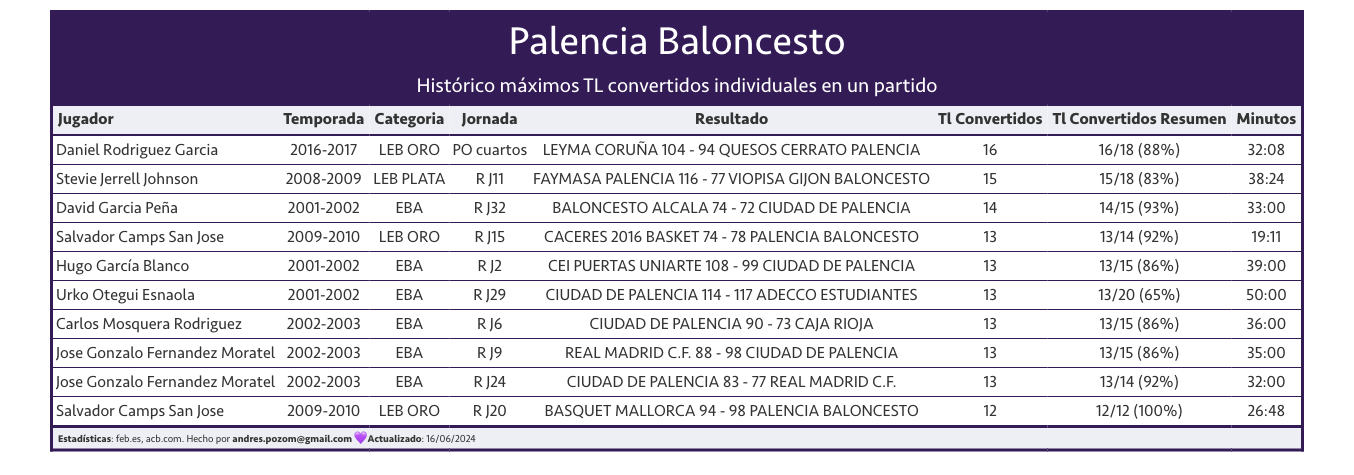 Palencia Baloncesto
Histórico máximos TL convertidos individuales en un partido
Jugador Temporada Categoria Jornada Resultado Tl Convertidos Tl Convertidos Resumen Minutos
Daniel Rodriguez Garcia 2016-2017 LEB ORO PO cuartos LEYMA CORUÑA 104 - 94 QUESOS CERRATO PALENCIA 16 16/18 (88%) 32:08
Stevie Jerrell Johnson 2008-2009 LEB PLATA R J11 FAYMASA PALENCIA 116 - 77 VIOPISA GIJON BALONCESTO 15 15/18 (83%) 38:24
David Garcia Peña 2001-2002 EBA R J32 BALONCESTO ALCALA 74 - 72 CIUDAD DE PALENCIA 14 14/15 (93%) 33:00
Salvador Camps San Jose 2009-2010 LEB ORO R J15 CACERES 2016 BASKET 74 - 78 PALENCIA BALONCESTO 13 13/14 (92%) 19:11
Hugo García Blanco 2001-2002 EBA R J2 CEI PUERTAS UNIARTE 108 - 99 CIUDAD DE PALENCIA 13 13/15 (86%) 39:00
Urko Otegui Esnaola 2001-2002 EBA R J29 CIUDAD DE PALENCIA 114 - 117 ADECCO ESTUDIANTES 13 13/20 (65%) 50:00
Carlos Mosquera Rodriguez 2002-2003 EBA R J6 CIUDAD DE PALENCIA 90 - 73 CAJA RIOJA 13 13/15 (86%) 36:00
Jose Gonzalo Fernandez Moratel 2002-2003 EBA R J9 REAL MADRID C.F. 88 - 98 CIUDAD DE PALENCIA 13 13/15 (86%) 35:00
Jose Gonzalo Fernandez Moratel 2002-2003 EBA R J24 CIUDAD DE PALENCIA 83 - 77 REAL MADRID C.F. 13 13/14 (92%) 32:00
Salvador Camps San Jose 2009-2010 LEB ORO R J20 BASQUET MALLORCA 94 - 98 PALENCIA BALONCESTO 12 12/12 (100%) 26:48
Estadísticas: feb.es, acb.com. Hecho por andres.pozom@gmail.com 💜Actualizado: 16/06/2024